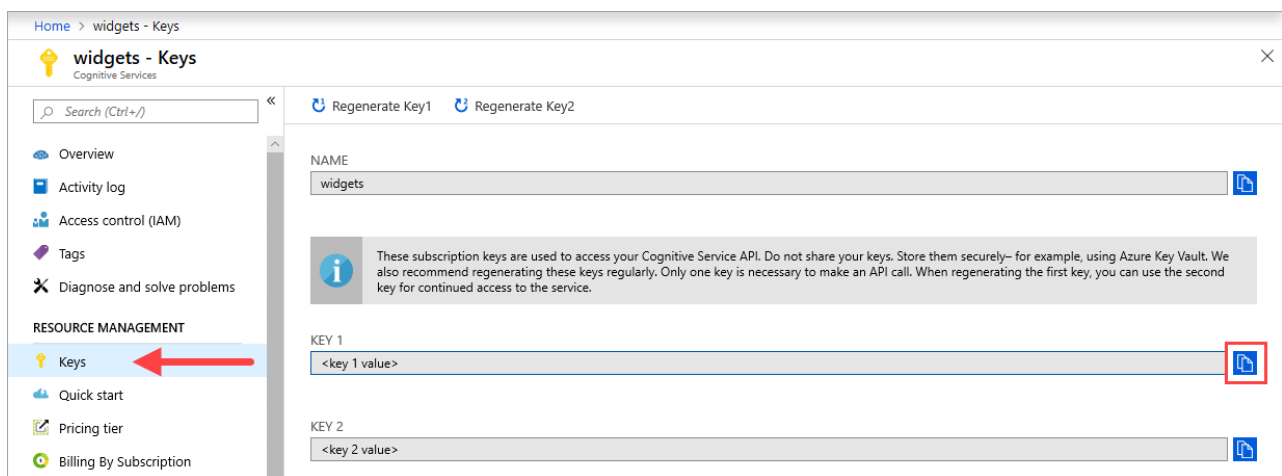 Home > widgets - Keys
widgets - Keys
Cognitive Services
Search (Ctrl+/)
«
Overview
Activity log
Access control (IAM)
Tags
Diagnose and solve problems
RESOURCE MANAGEMENT
Keys
Quick start
Pricing tier
Billing By Subscription
Regenerate Key1 Regenerate Key2
NAME
widgets
These subscription keys are used to access your Cognitive Service API. Do not share your keys. Store them securely– for example, using Azure Key Vault. We
also recommend regenerating these keys regularly. Only one key is necessary to make an API call. When regenerating the first key, you can use the second
key for continued access to the service.
KEY 1
<key 1 value>
KEY 2
<key 2 value>